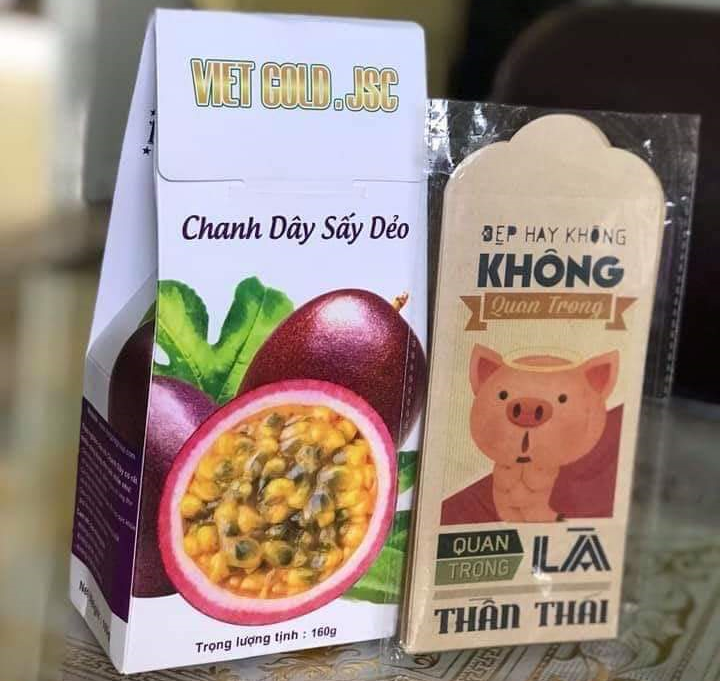 VIET GOLD.JSC
Chanh Dây Sấy Dẻo
Trọng lượng tịnh : 160g
ĐẸP HAY KHÔNG
KHÔNG
Quan Trọng
QUAN
TRỌNG
LÀ
THẦN THÁI